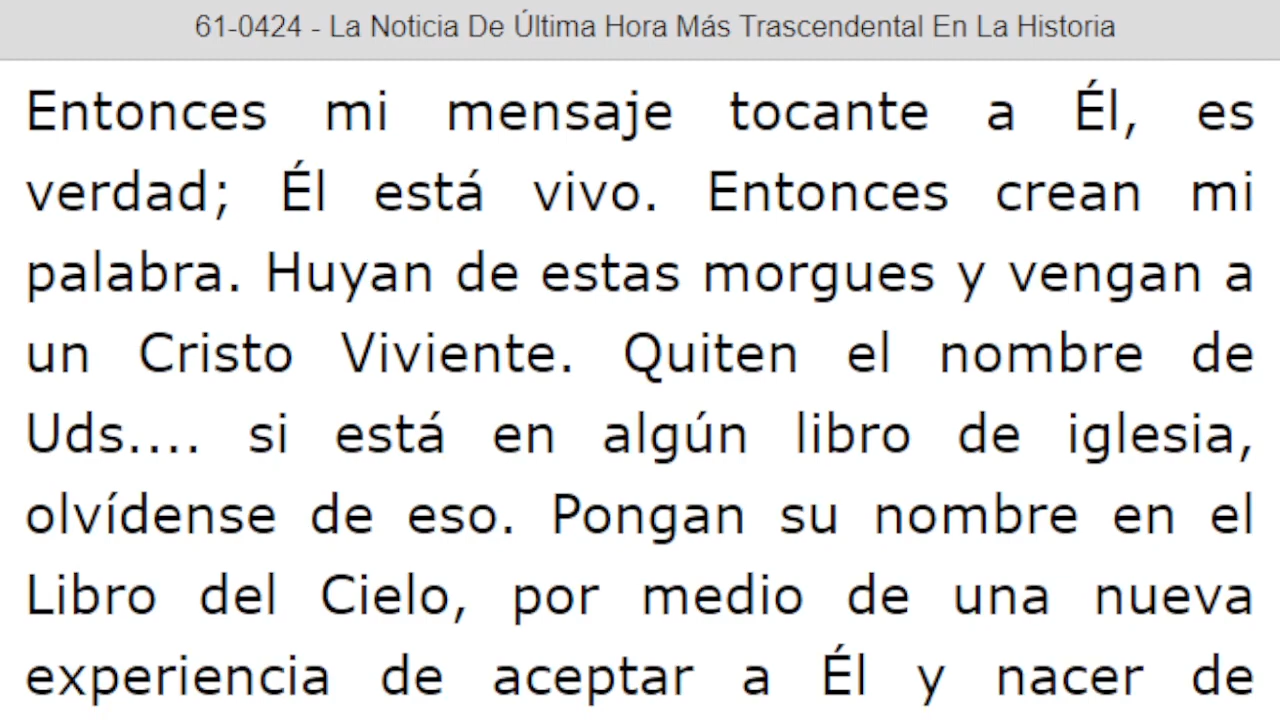 61-0424 - La Noticia De Última Hora Más Trascendental En La Historia
Entonces mi mensaje tocante a Él, es
verdad; Él está vivo. Entonces crean mi
palabra. Huyan de estas morgues y vengan a
un Cristo Viviente. Quiten el nombre de
Uds.... si está en algún libro de iglesia,
olvídense de eso. Pongan su nombre en el
Libro del Cielo, por medio de una nueva
experiencia de aceptar a Él y nacer de